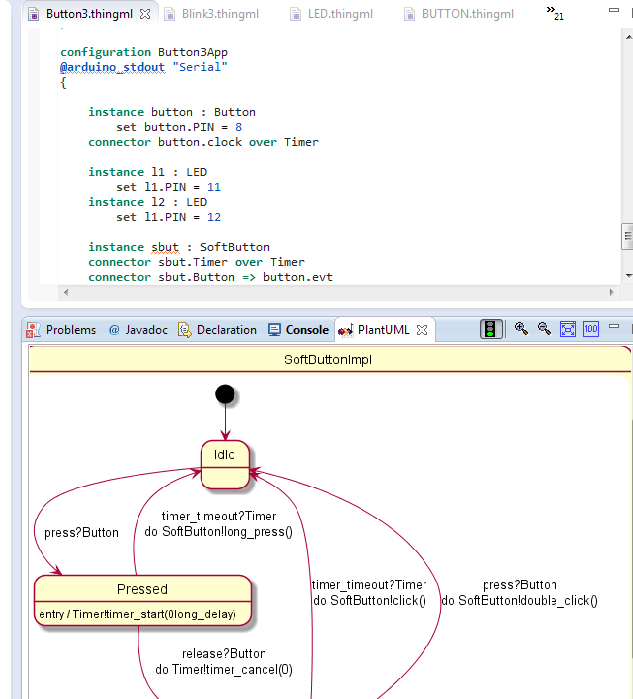 Button3.thingml
Blink3.thingml
LED.thingml
BUTTON.thingml
»21
configuration Button3App
@arduino_stdout "Serial"
{
instance button : Button
set button.PIN = 8
connector button.clock over Timer
instance l1 : LED
set l1.PIN = 11
instance l2 : LED
set l1.PIN = 12
instance sbut : SoftButton
connector sbut.Timer over Timer
connector sbut.Button => button.evt
Problems
@ Javadoc
Declaration
Console
PlantUML
100
SoftButtonImpl
Idle
timer_timeout?Timer
do SoftButton!long_press()
press?Button
Pressed
entry / Timer!timer_start(0long_delay)
timer_timeout?Timer
do SoftButton!click()
press?Button
do SoftButton!double_click()
release?Button
do Timer!timer_cancel(0)